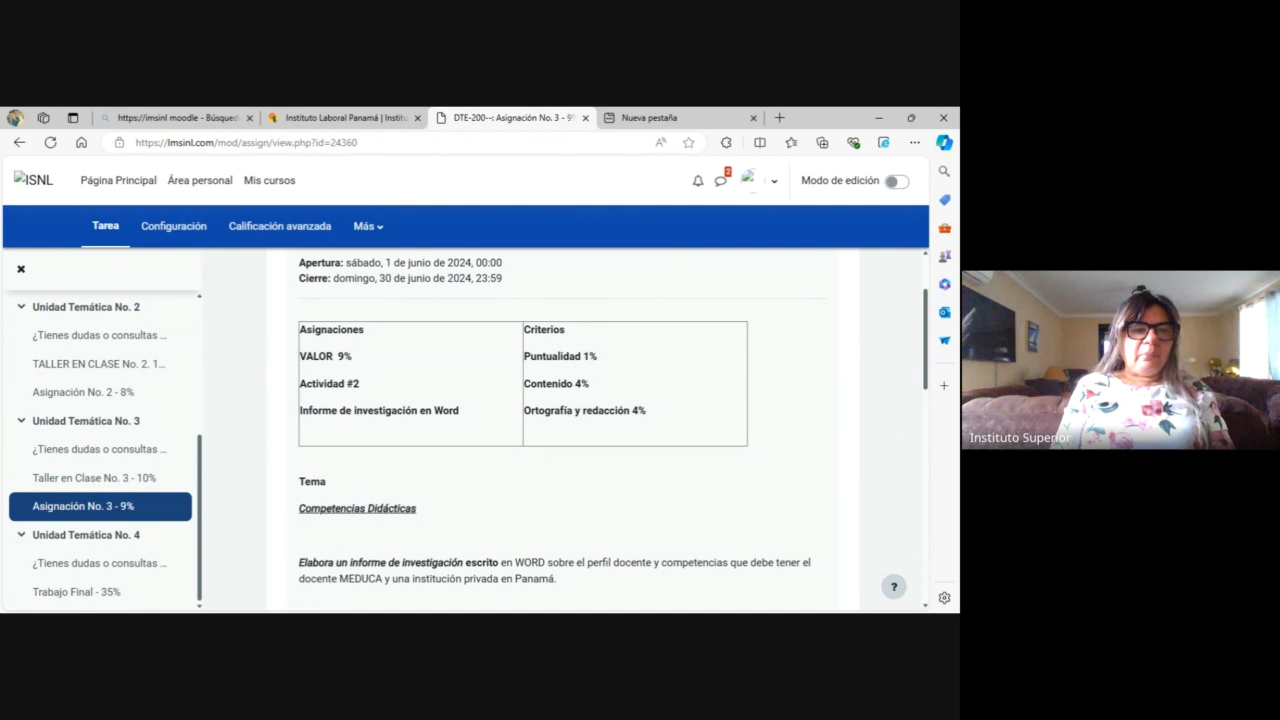 https://imsinl moodle - Búsqued
Instituto Laboral Panamá | Institu
DTE-200--: Asignación No. 3 - 9%
Nueva pestaña
https://lmsinl.com/mod/assign/view.php?id=24360
ISNL
Página Principal
Área personal
Mis cursos
2
Modo de edición
Tarea
Configuración
Calificación avanzada
Más
Unidad Temática No. 2
¿Tienes dudas o consultas ...
TALLER EN CLASE No. 2. 1...
Asignación No. 2 - 8%
Unidad Temática No. 3
¿Tienes dudas o consultas ...
Taller en Clase No. 3 - 10%
Asignación No. 3 - 9%
Unidad Temática No. 4
¿Tienes dudas o consultas ...
Trabajo Final - 35%
Apertura: sábado, 1 de junio de 2024, 00:00
Cierre: domingo, 30 de junio de 2024, 23:59
Asignaciones
Criterios
VALOR 9%
Puntualidad 1%
Actividad #2
Contenido 4%
Informe de investigación en Word
Ortografía y redacción 4%
Tema
Competencias Didácticas
Elabora un informe de investigación escrito en WORD sobre el perfil docente y competencias que debe tener el
docente MEDUCA y una institución privada en Panamá.
?
Instituto Superior